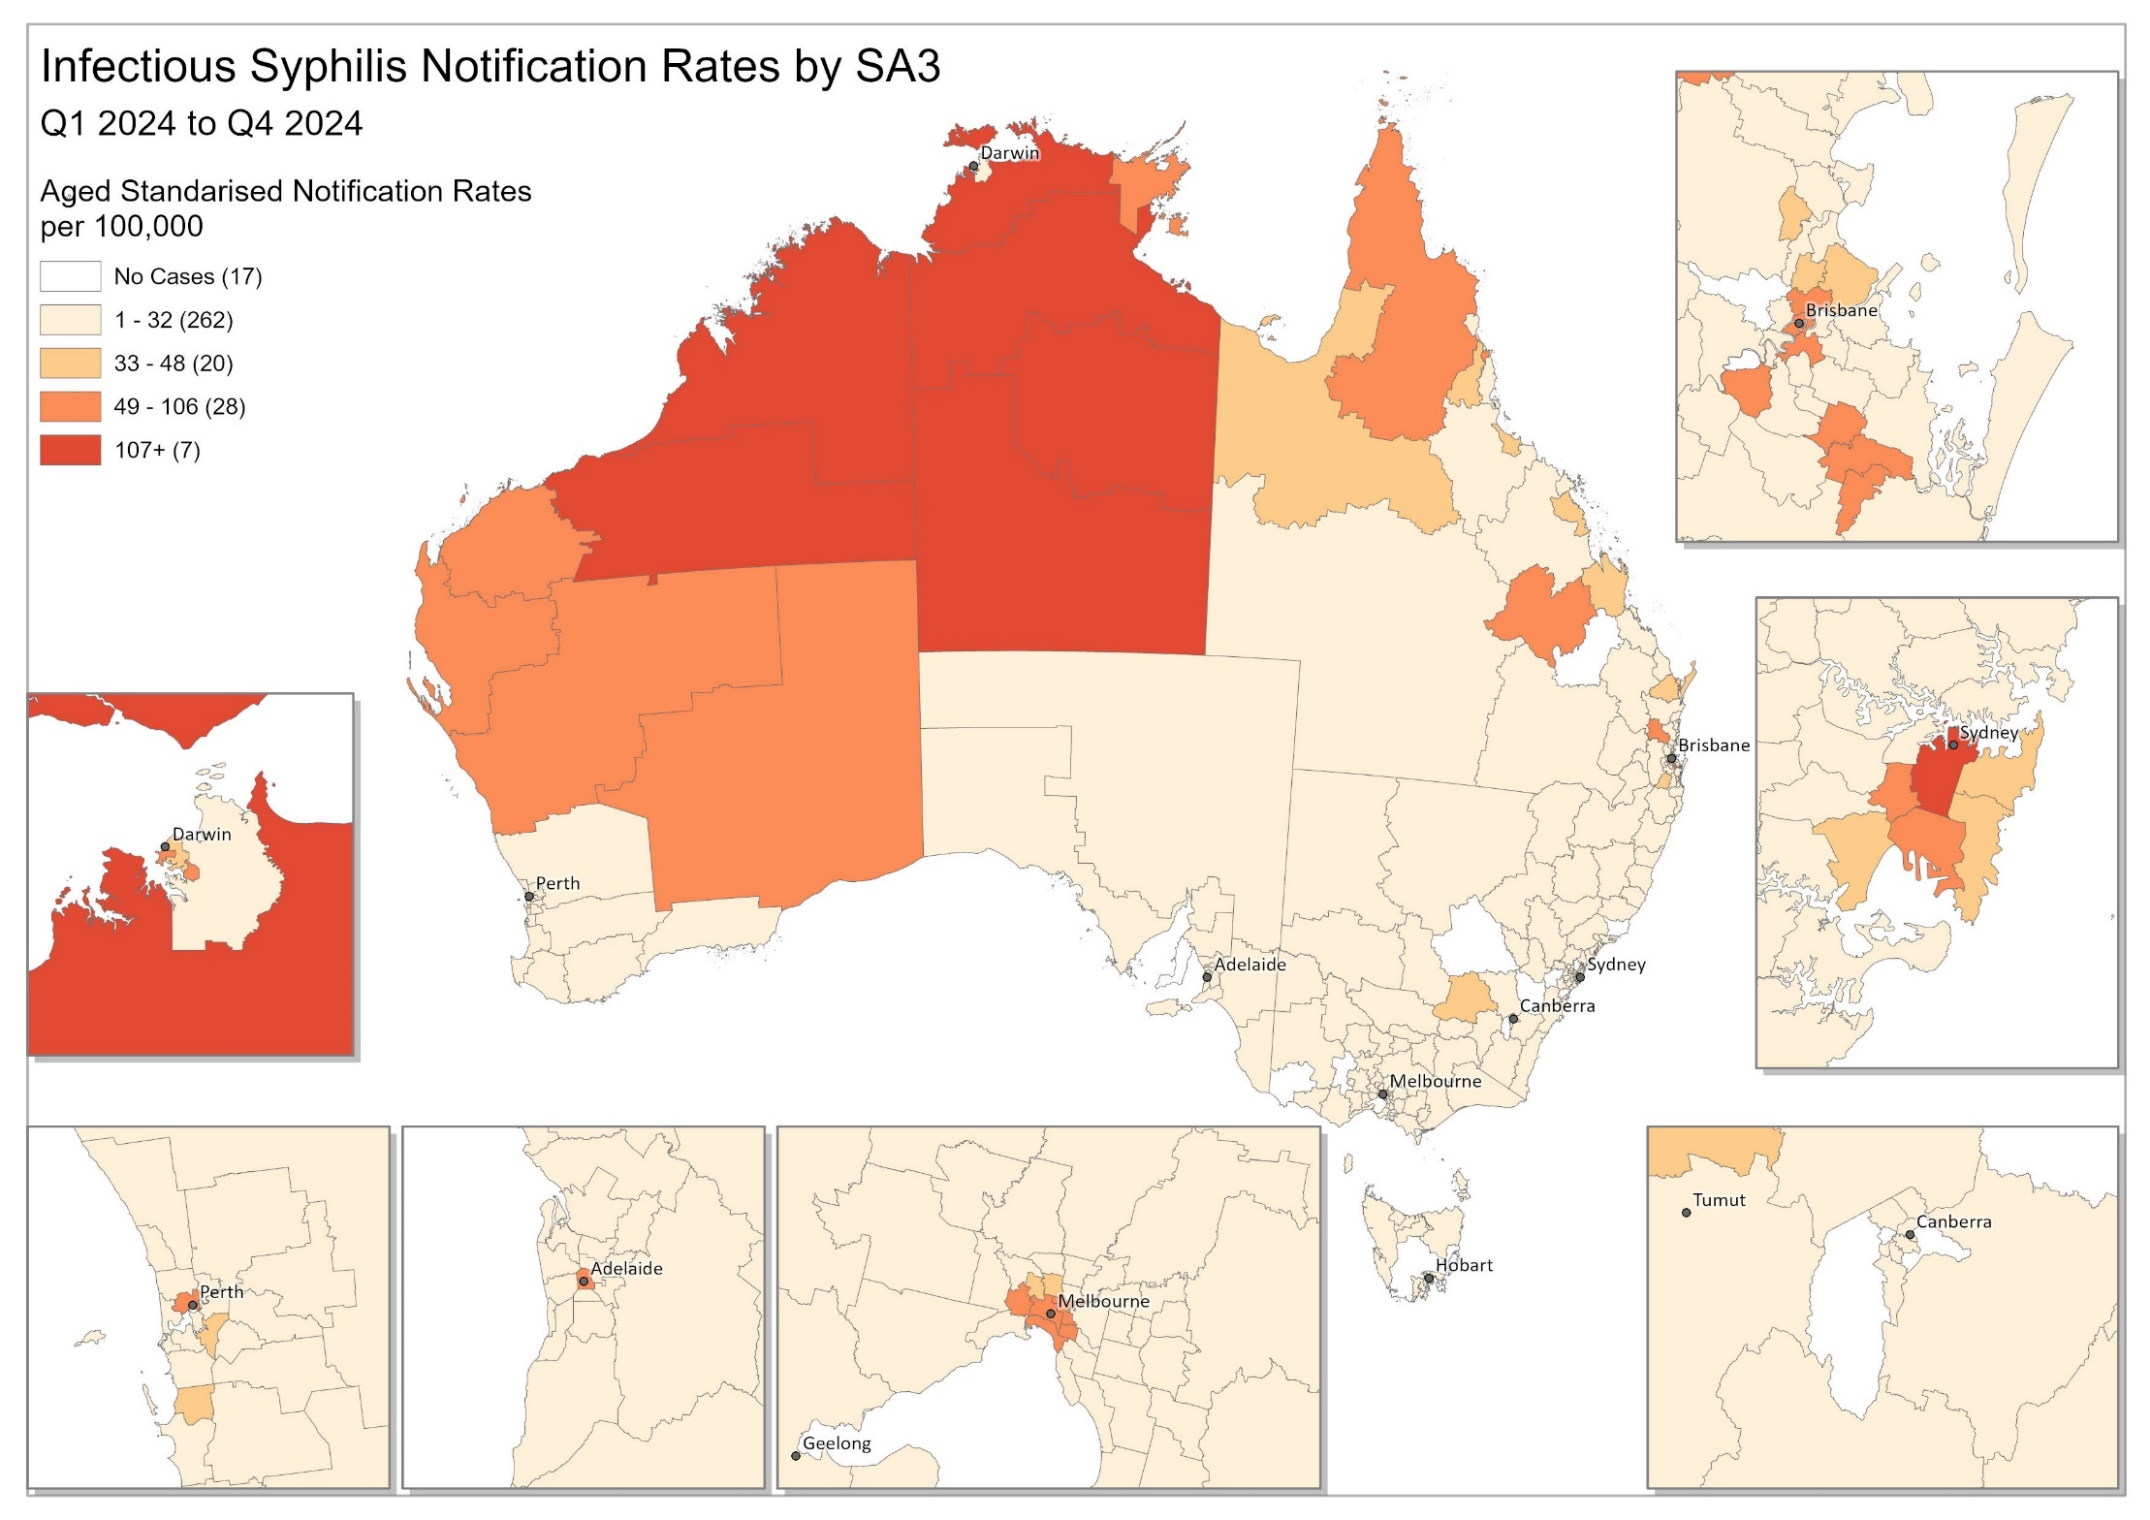 Infectious Syphilis Notification Rates by SA3
Q1 2024 to Q4 2024
Aged Standarised Notification Rates
per 100,000
No Cases (17)
1 - 32 (262)
33 - 48 (20)
49 - 106 (28)
107+ (7)
Darwin
Brisbane
Perth
Adelaide
Sydney
Canberra
Melbourne
Hobart
Brisbane
Sydney
Darwin
Perth
Adelaide
Melbourne
Geelong
Tumut
Canberra